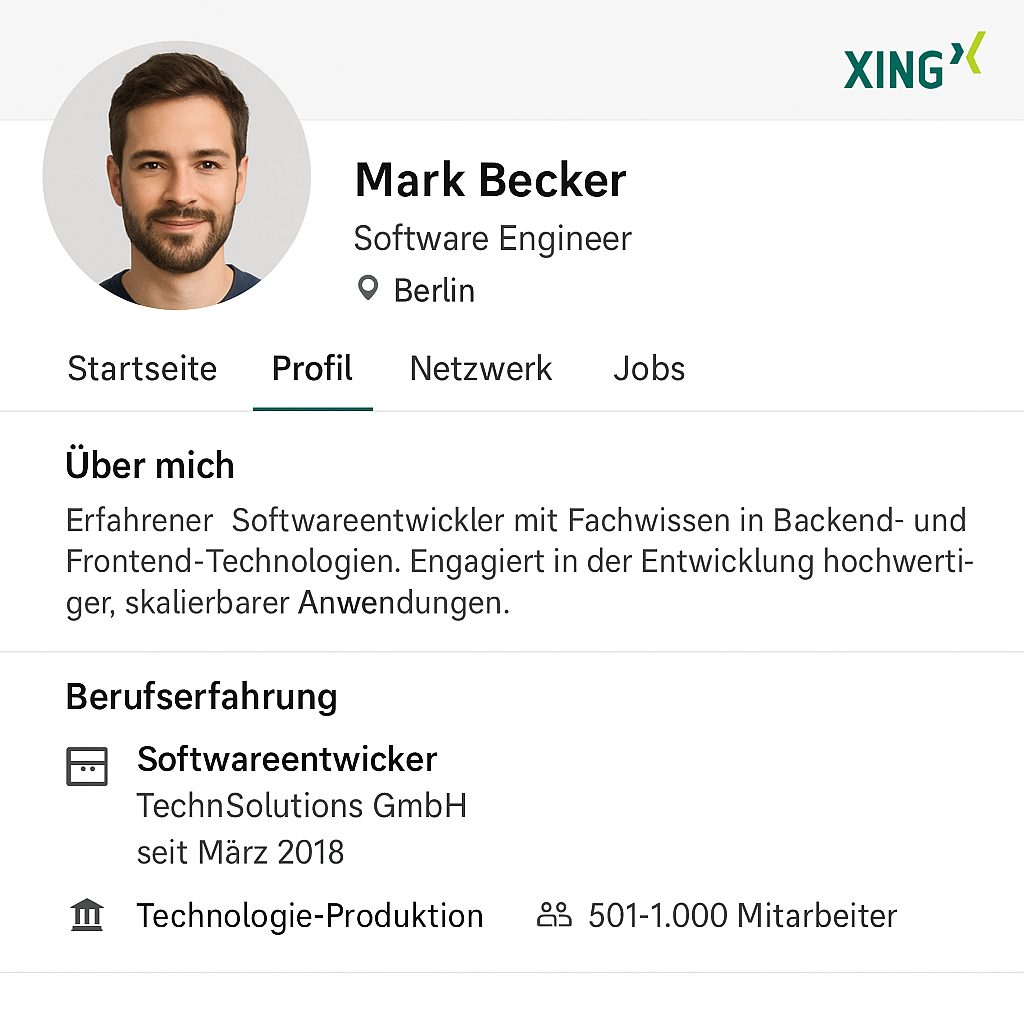 XING
Mark Becker
Software Engineer
Berlin
Startseite Profil Netzwerk Jobs
Über mich
Erfahrener Softwareentwickler mit Fachwissen in Backend- und
Frontend-Technologien. Engagiert in der Entwicklung hochwerti-
ger, skalierbarer Anwendungen.
Berufserfahrung
Softwareentwicker
TechnSolutions GmbH
seit März 2018
Technologie-Produktion 501-1.000 Mitarbeiter